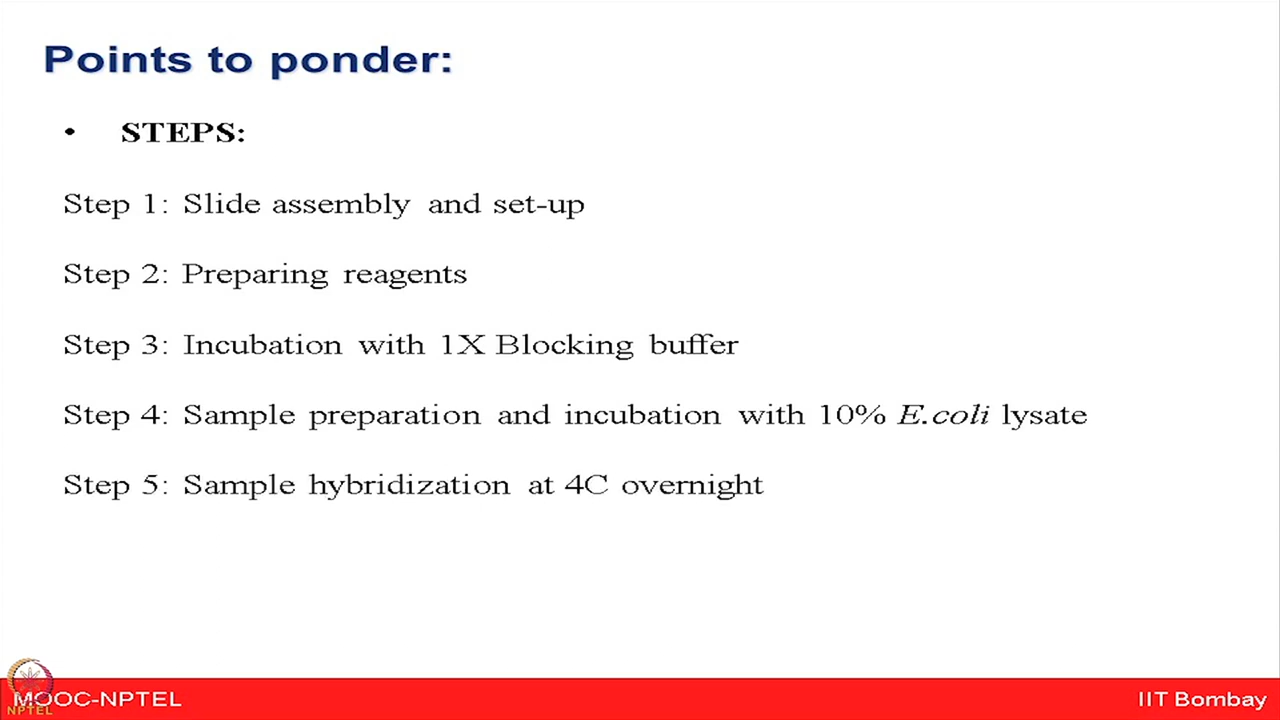 Points to ponder:
• STEPS:
Step 1: Slide assembly and set-up
Step 2: Preparing reagents
Step 3: Incubation with 1X Blocking buffer
Step 4: Sample preparation and incubation with 10% E.coli lysate
Step 5: Sample hybridization at 4C overnight
MOOC-NPTEL
NPTEL
IIT Bombay